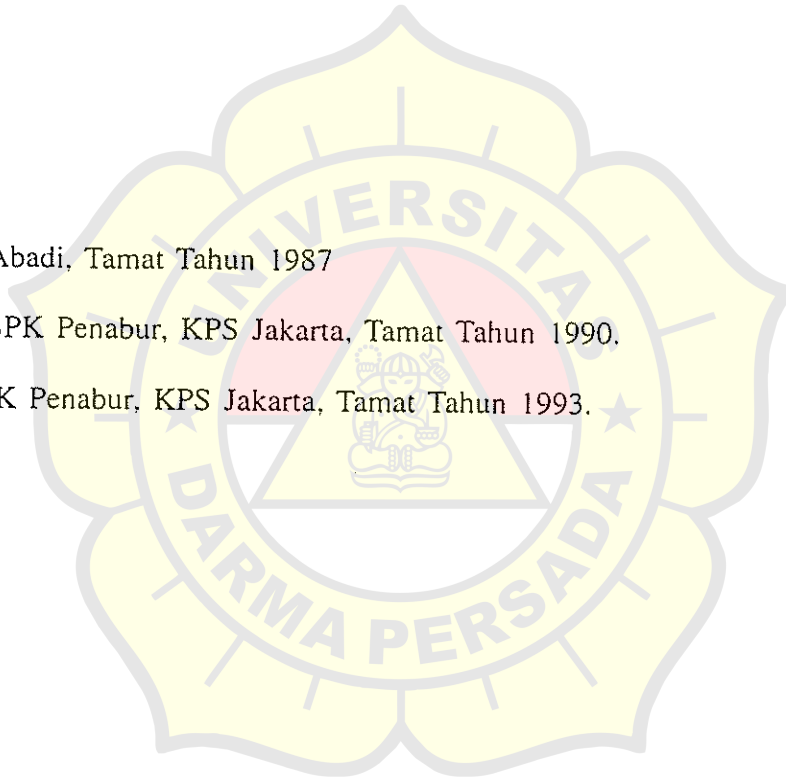 UNIVERSITAS
Abadi, Tamat Tahun 1987
PK Penabur, KPS Jakarta, Tamat Tahun 1990.
K Penabur, KPS Jakarta, Tamat Tahun 1993.
DARMA PERSADA